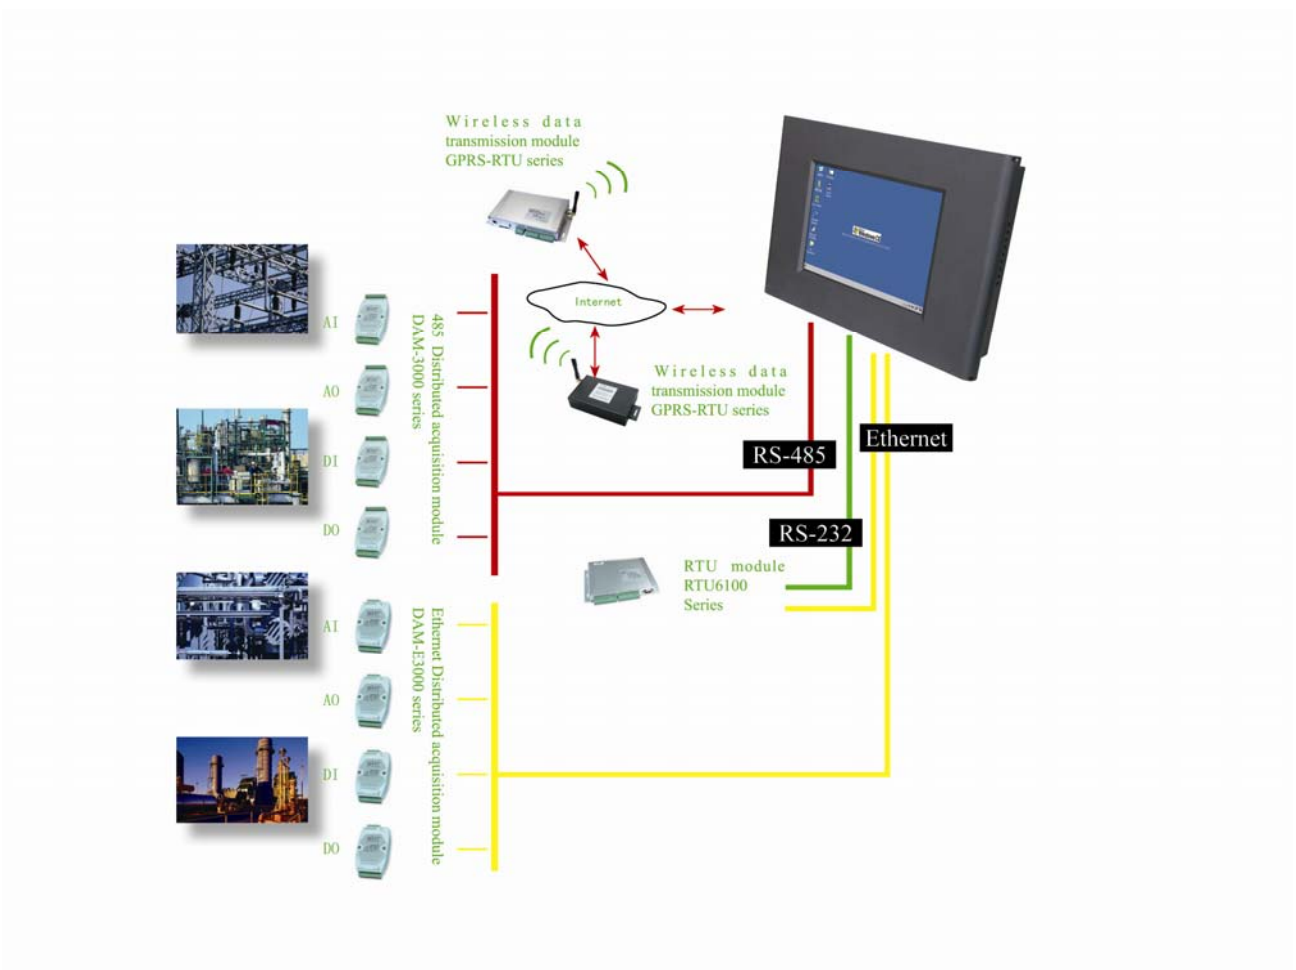 Wireless data
transmission module
GPRS-RTU series
Internet
Wireless data
transmission module
GPRS-RTU series
AI
AO
DI
DO
485 Distributed acquisition module
DAM-3000 series
RS-485
Ethernet
RS-232
RTU module
RTU6100
Series
AI
AO
DI
DO
Ethernet Distributed acquisition module
DAM-E3000 series